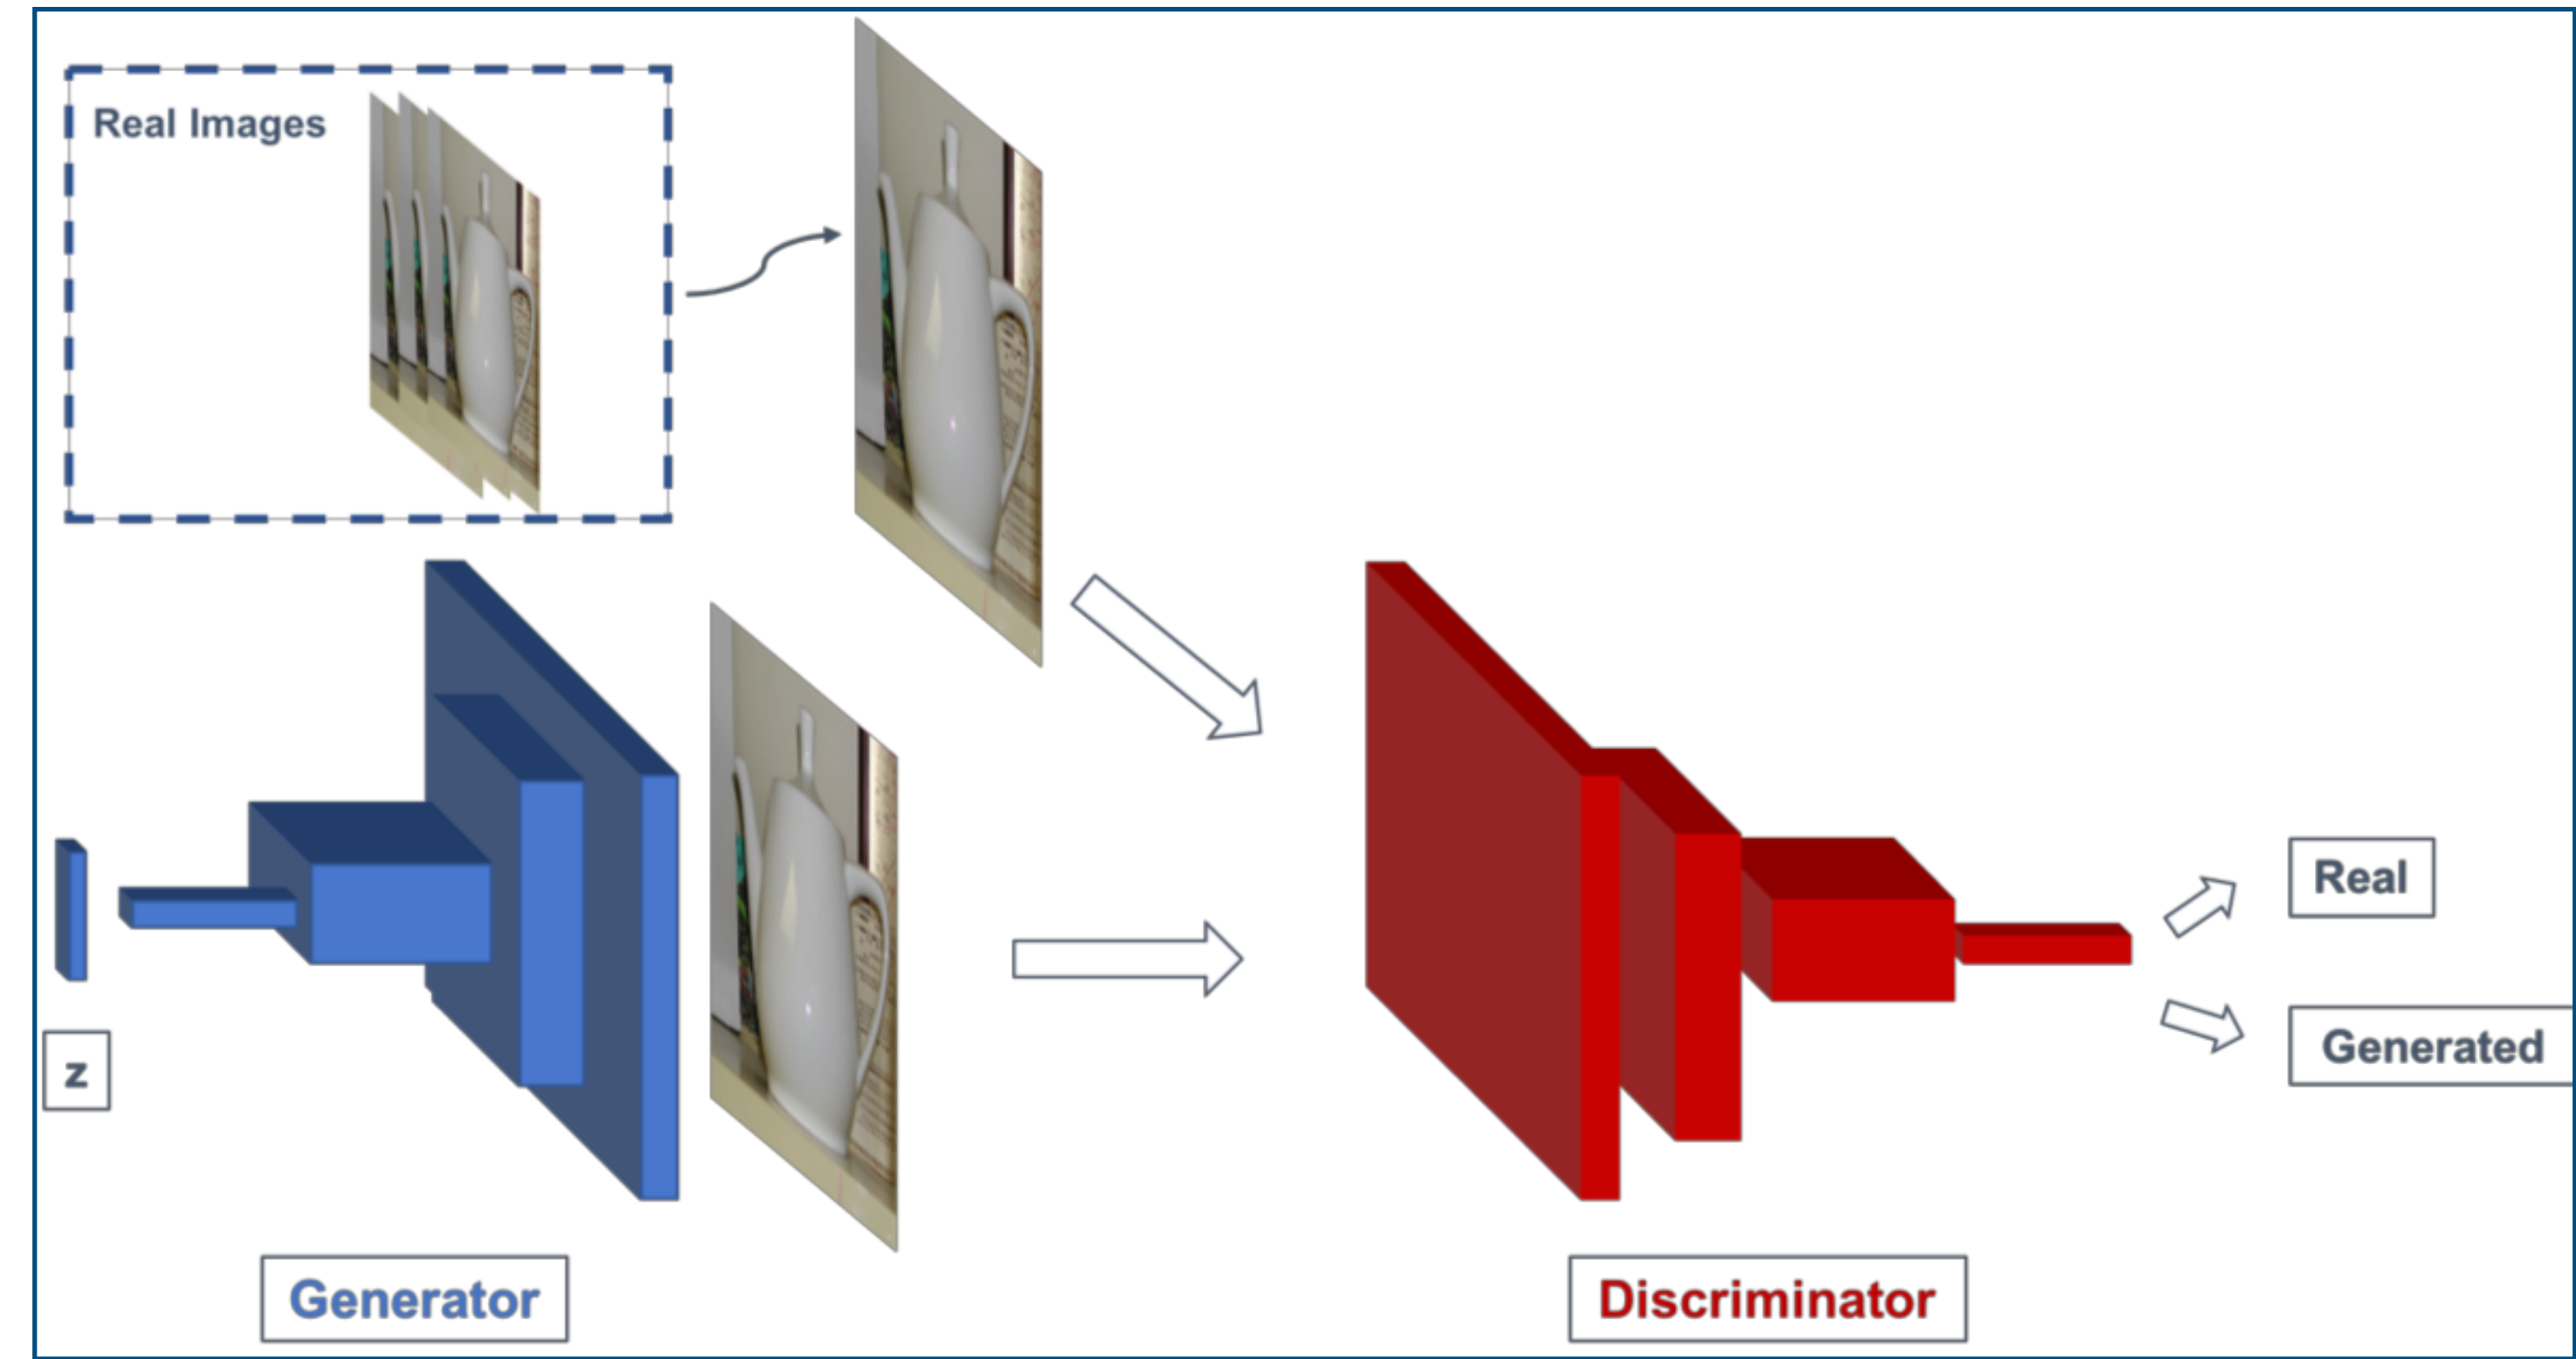 Real Images
Real
Generated
z
Generator
Discriminator